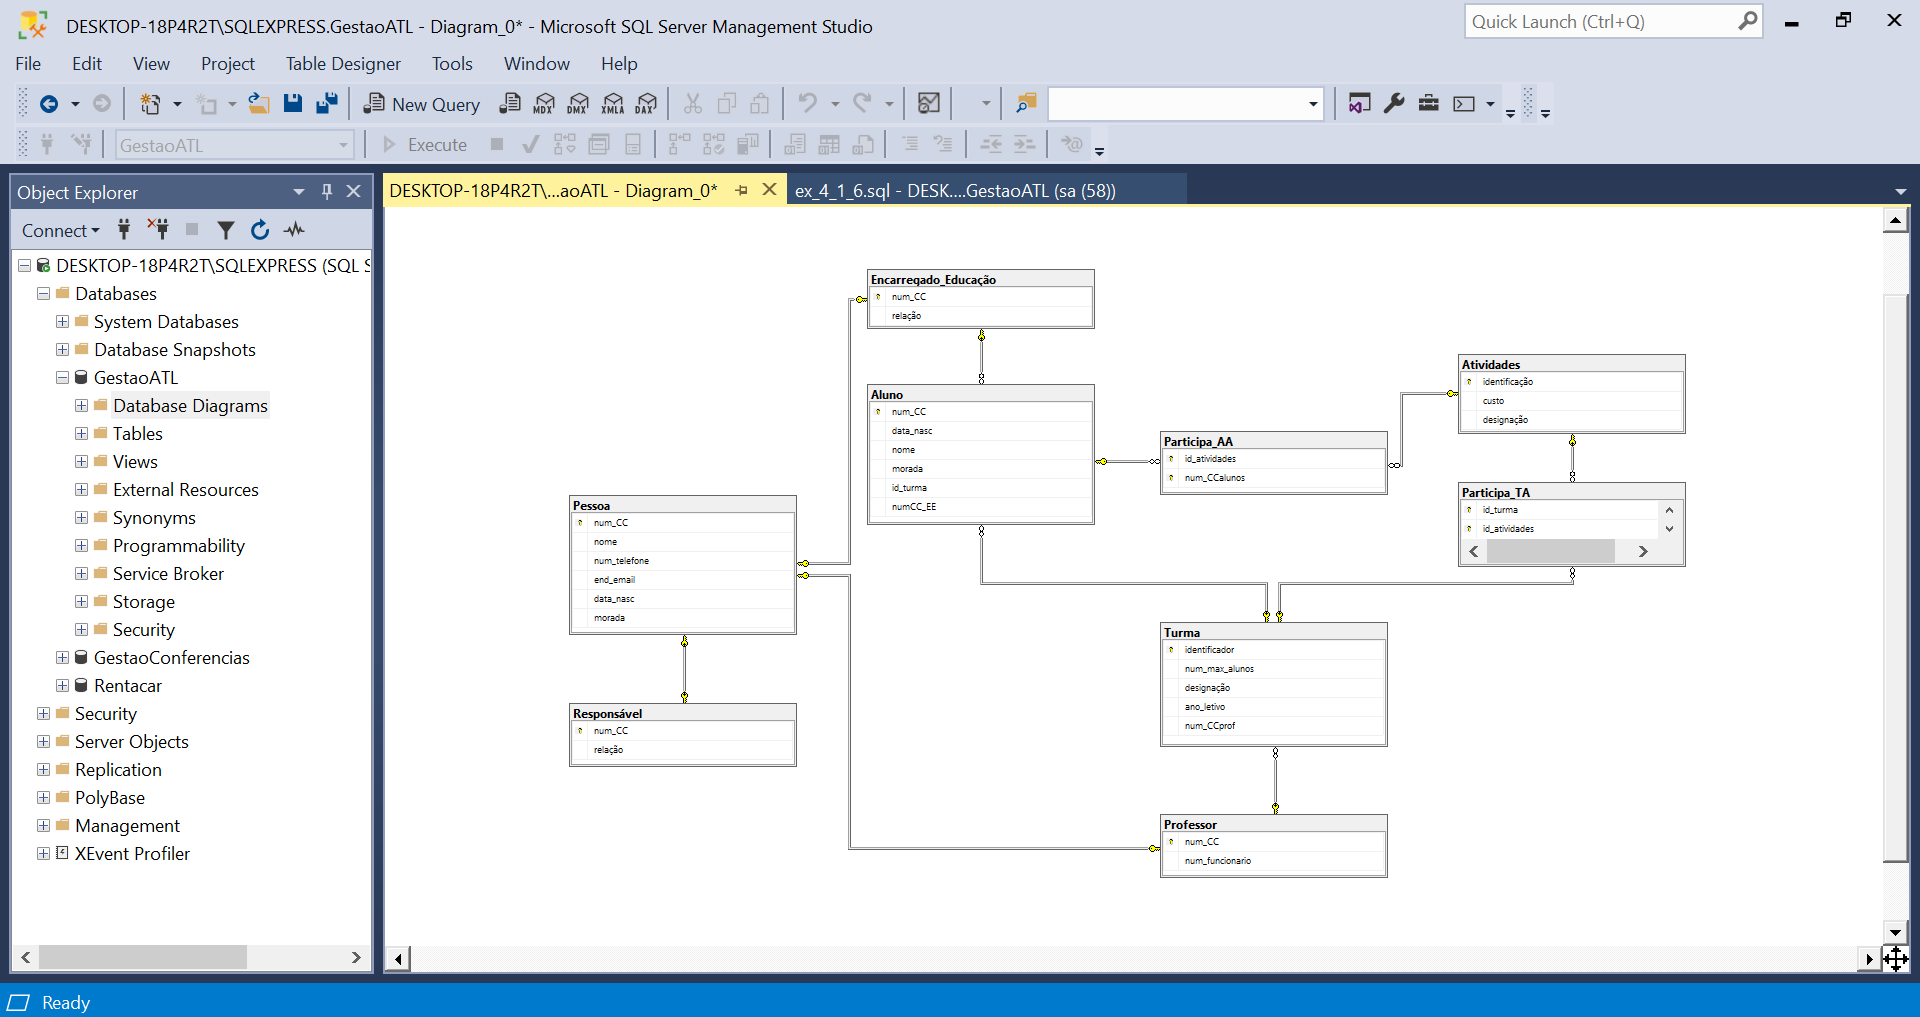 DESKTOP-18P4R2T\SQLEXPRESS.GestaoATL - Diagram_0* - Microsoft SQL Server Management Studio
Quick Launch (Ctrl+Q)
File Edit View Project Table Designer Tools Window Help
New Query
MDX DMX XMLA DAX
GestaoATL
Execute
Object Explorer
Connect
DESKTOP-18P4R2T\SQLEXPRESS (SQL S
Databases
System Databases
Database Snapshots
GestaoATL
Database Diagrams
Tables
Views
External Resources
Synonyms
Programmability
Service Broker
Storage
Security
GestaoConferencias
Rentacar
Security
Server Objects
Replication
PolyBase
Management
XEvent Profiler
DESKTOP-18P4R2T\...aoATL - Diagram_0*
ex_4_1_6.sql - DESK....GestaoATL (sa (58))
Encarregado_Educação
num_CC
relação
Aluno
num_CC
data_nasc
nome
morada
id_turma
numCC_EE
Participa_AA
id_atividades
num_CCalunos
Atividades
identificação
custo
designação
Participa_TA
id_turma
id_atividades
Pessoa
num_CC
nome
num_telefone
end_email
data_nasc
morada
Responsável
num_CC
relação
Turma
identificador
num_max_alunos
designação
ano_letivo
num_CCprof
Professor
num_CC
num_funcionario
Ready